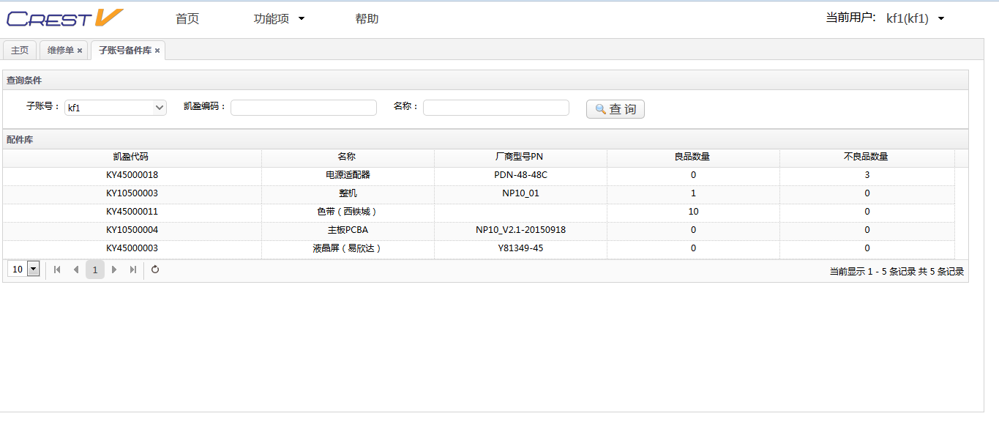 CREST V 首页 功能项 帮助 当前用户: kf1(kf1)
主页 维修单 × 子账号备件库 ×
查询条件
子账号： kf1 凯盈编码： 名称： 查 询
配件库
凯盈代码 名称 厂商型号PN 良品数量 不良品数量
KY45000018 电源适配器 PDN-48-48C 0 3
KY10500003 整机 NP10_01 1 0
KY45000011 色带（西铁城） 10 0
KY10500004 主板PCBA NP10_V2.1-20150918 0 0
KY45000003 液晶屏（易欣达） Y81349-45 0 0
10 1 当前显示 1 - 5 条记录 共 5 条记录